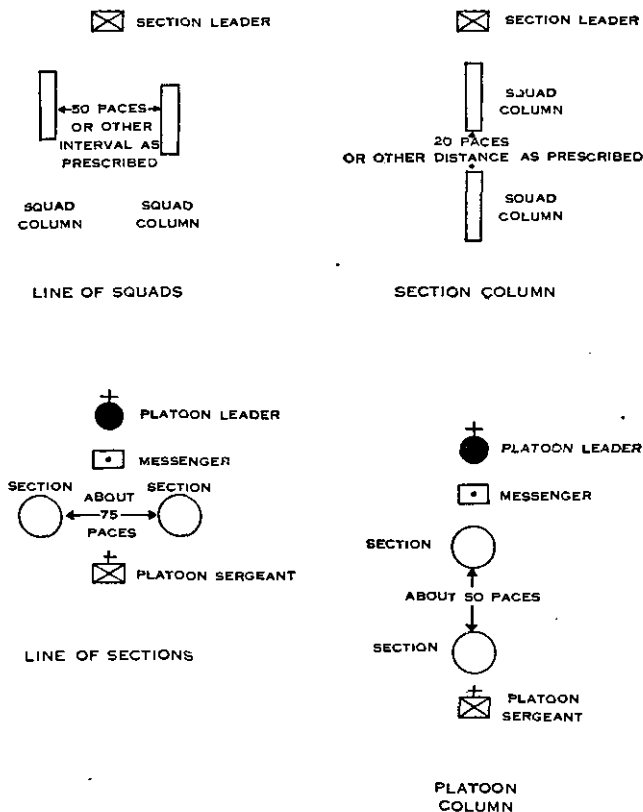 SECTION LEADER
50 PACES
OR OTHER
INTERVAL AS
PRESCRIBED
SQUAD
COLUMN
SQUAD
COLUMN
LINE OF SQUADS
SECTION LEADER
SQUAD
COLUMN
20 PACES
OR OTHER DISTANCE AS PRESCRIBED
SQUAD
COLUMN
SECTION COLUMN
PLATOON LEADER
MESSENGER
SECTION
SECTION
ABOUT
75
PACES
PLATOON SERGEANT
LINE OF SECTIONS
PLATOON LEADER
MESSENGER
SECTION
ABOUT 50 PACES
SECTION
PLATOON
SERGEANT
PLATOON
COLUMN